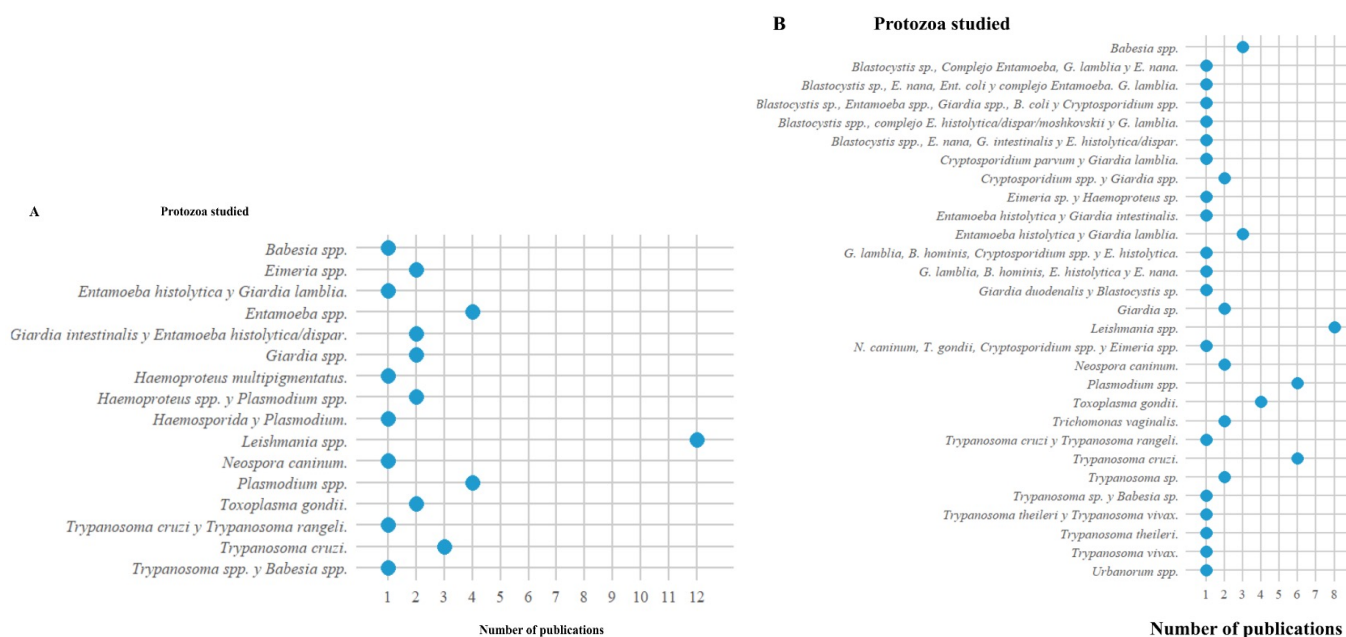 A
Protozoa studied
Babesia spp.
Eimeria spp.
Entamoeba histolytica y Giardia lamblia.
Entamoeba spp.
Giardia intestinalis y Entamoeba histolytica/dispar.
Giardia spp.
Haemoproteus multipigmentatus.
Haemoproteus spp. y Plasmodium spp.
Haemosporida y Plasmodium.
Leishmania spp.
Neospora caninum.
Plasmodium spp.
Toxoplasma gondii.
Trypanosoma cruzi y Trypanosoma rangeli.
Trypanosoma cruzi.
Trypanosoma spp. y Babesia spp.
1 2 3 4 5 6 7 8 9 10 11 12
Number of publications
B
Protozoa studied
Babesia spp.
Blastocystis sp., Complejo Entamoeba, G. lamblia y E. nana.
Blastocystis sp., E. nana, Ent. coli y complejo Entamoeba. G. lamblia.
Blastocystis sp., Entamoeba spp., Giardia spp., B. coli y Cryptosporidium spp.
Blastocystis spp., complejo E. histolytica/dispar/moshkovskii y G. lamblia.
Blastocystis spp., E. nana, G. intestinalis y E. histolytica/dispar.
Cryptosporidium parvum y Giardia lamblia.
Cryptosporidium spp. y Giardia spp.
Eimeria sp. y Haemoproteus sp.
Entamoeba histolytica y Giardia intestinalis.
Entamoeba histolytica y Giardia lamblia.
G. lamblia, B. hominis, Cryptosporidium spp. y E. histolytica.
G. lamblia, B. hominis, E. histolytica y E. nana.
Giardia duodenalis y Blastocystis sp.
Giardia sp.
Leishmania spp.
N. caninum, T. gondii, Cryptosporidium spp. y Eimeria spp.
Neospora caninum.
Plasmodium spp.
Toxoplasma gondii.
Trichomonas vaginalis.
Trypanosoma cruzi y Trypanosoma rangeli.
Trypanosoma cruzi.
Trypanosoma sp.
Trypanosoma sp. y Babesia sp.
Trypanosoma theileri y Trypanosoma vivax.
Trypanosoma theileri.
Trypanosoma vivax.
Urbanorum spp.
1 2 3 4 5 6 7 8
Number of publications